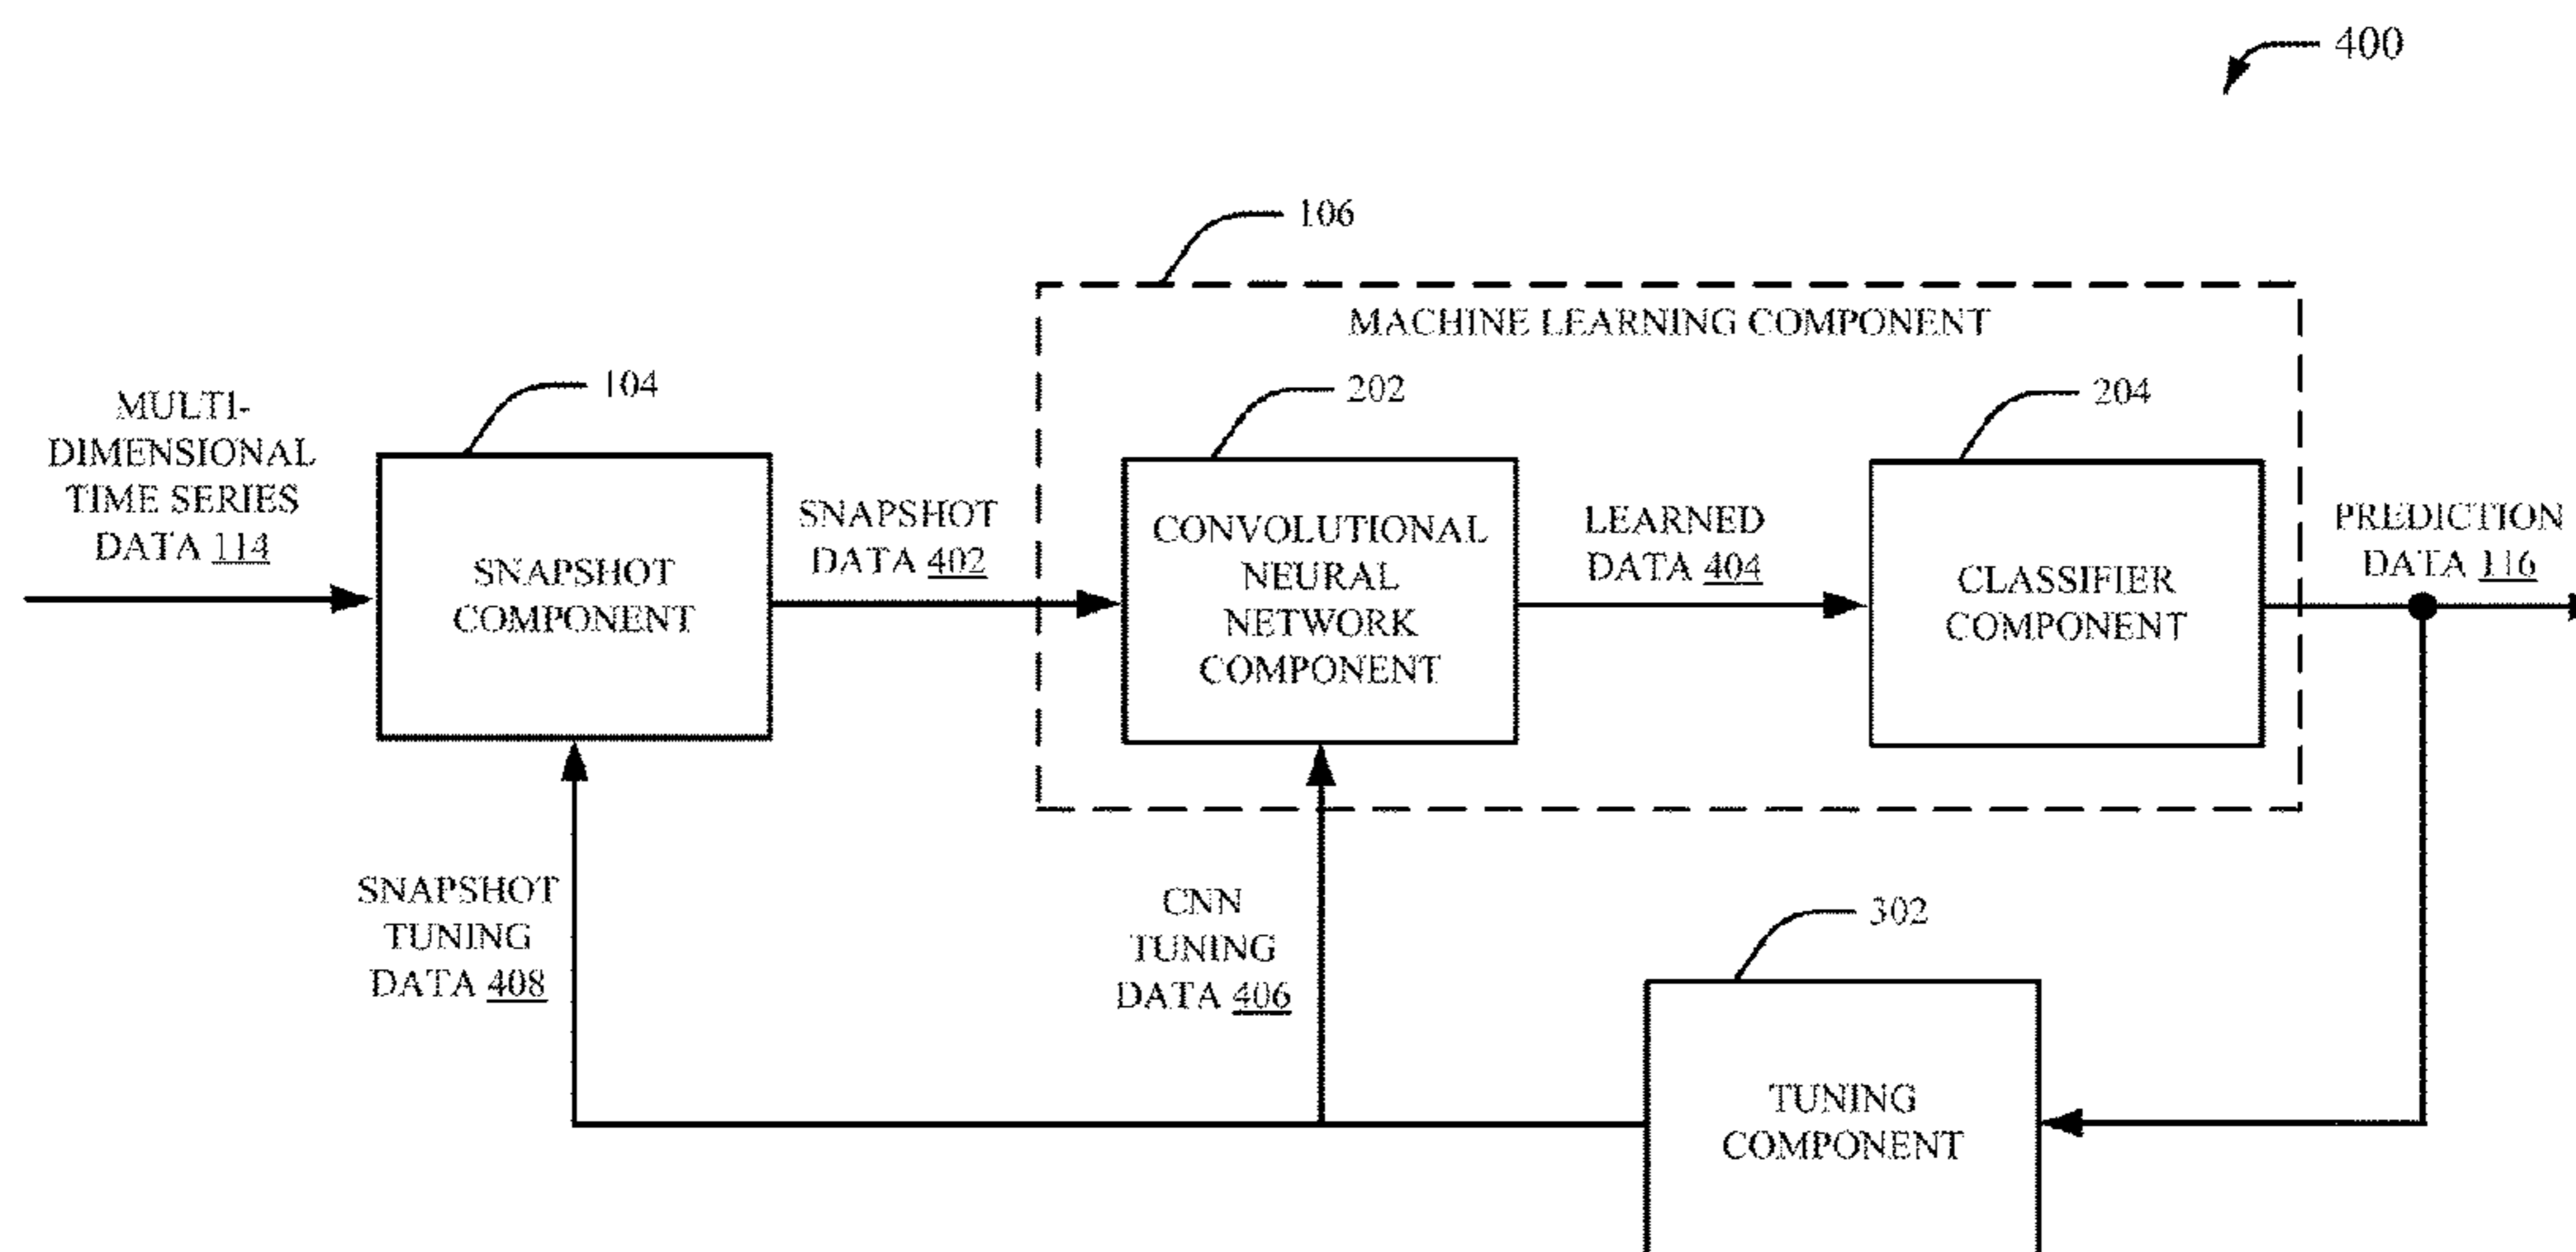 400
106
MACHINE LEARNING COMPONENT
104
202
204
MULTI-
DIMENSIONAL
TIME SERIES
DATA 114
SNAPSHOT
COMPONENT
SNAPSHOT
DATA 402
CONVOLUTIONAL
NEURAL
NETWORK
COMPONENT
LEARNED
DATA 404
CLASSIFIER
COMPONENT
PREDICTION
DATA 116
SNAPSHOT
TUNING
DATA 408
CNN
TUNING
DATA 406
302
TUNING
COMPONENT